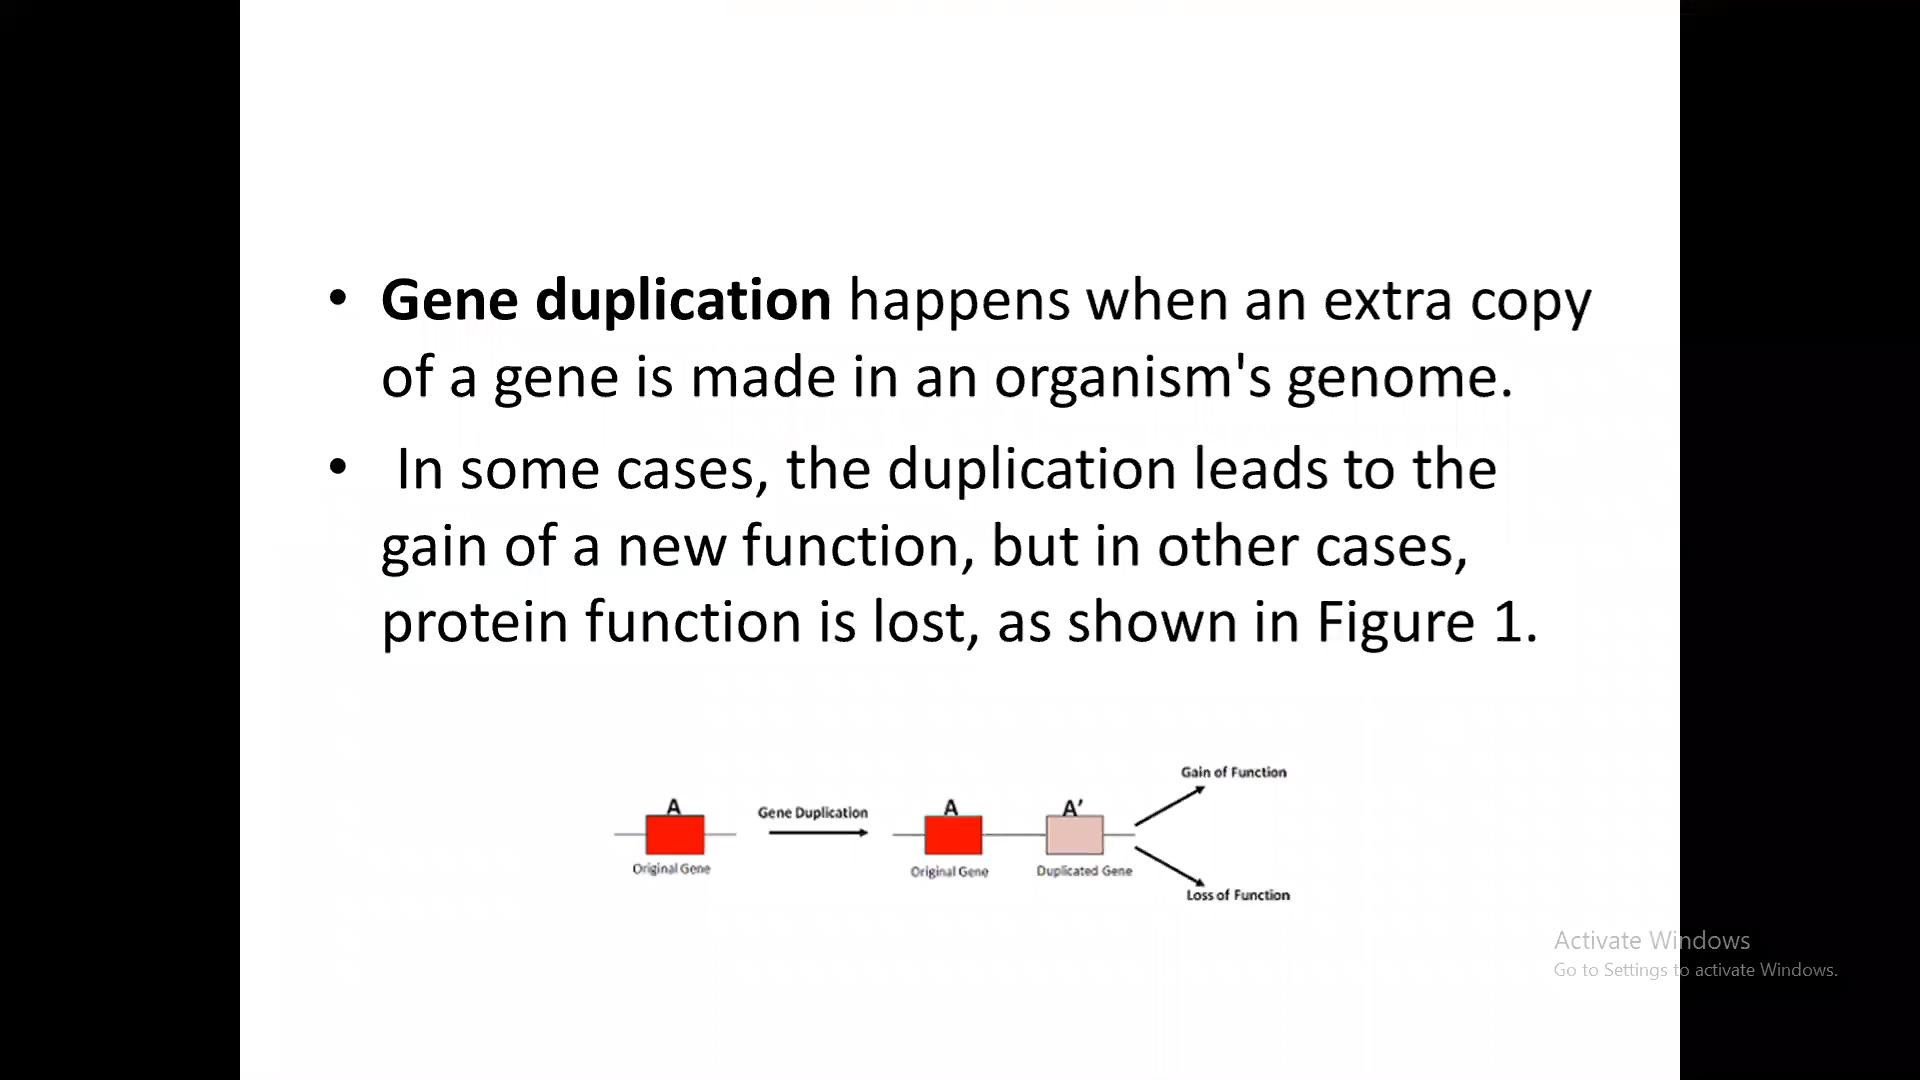 • Gene duplication happens when an extra copy
of a gene is made in an organism's genome.
• In some cases, the duplication leads to the
gain of a new function, but in other cases,
protein function is lost, as shown in Figure 1.
Gain of Function
A
Gene Duplication
A
A′
Original Gene
Original Gene
Duplicated Gene
Loss of Function
Activate Windows
Go to Settings to activate Windows.